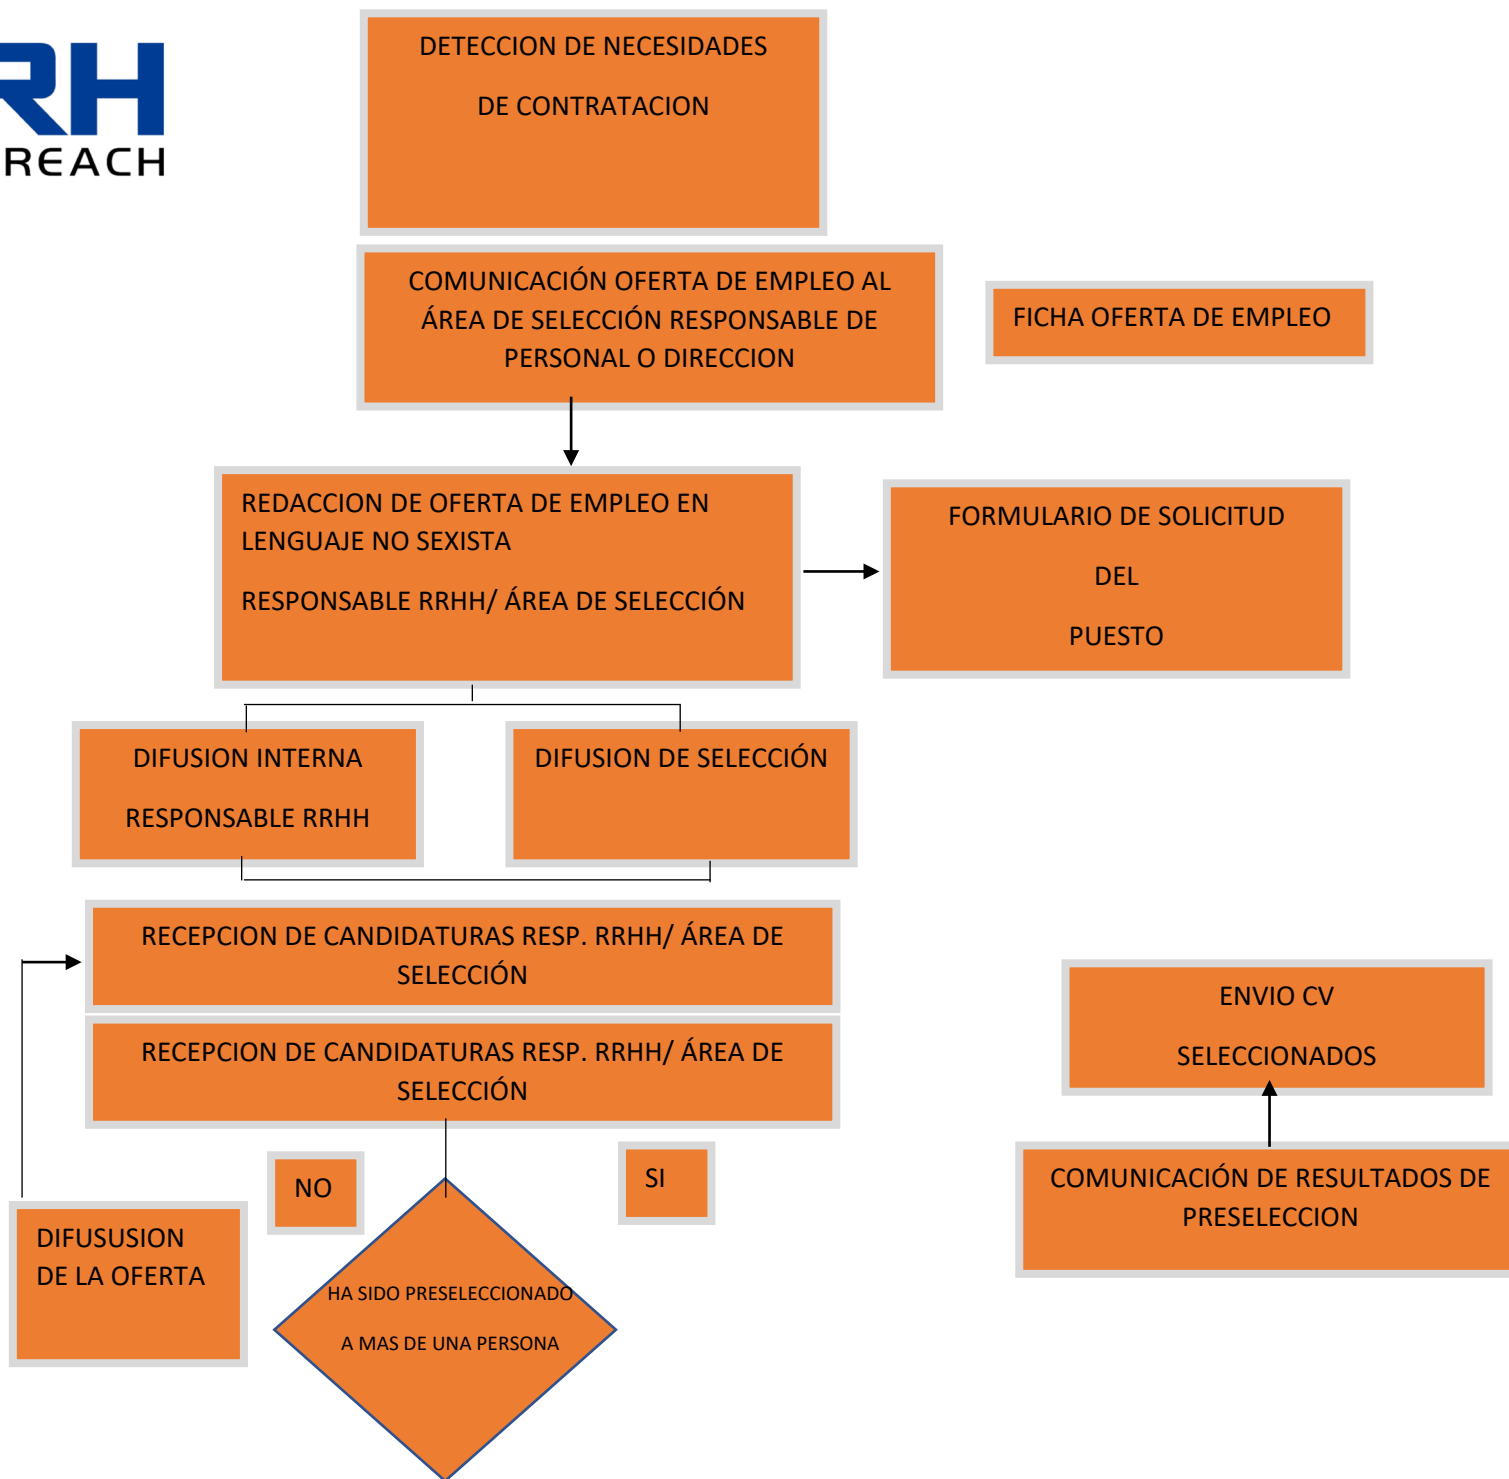 RH
REACH
DETECCION DE NECESIDADES
DE CONTRATACION
COMUNICACIÓN OFERTA DE EMPLEO AL
ÁREA DE SELECCIÓN RESPONSABLE DE
PERSONAL O DIRECCION
FICHA OFERTA DE EMPLEO
REDACCION DE OFERTA DE EMPLEO EN
LENGUAJE NO SEXISTA
RESPONSABLE RRHH/ ÁREA DE SELECCIÓN
FORMULARIO DE SOLICITUD
DEL
PUESTO
DIFUSION INTERNA
RESPONSABLE RRHH
DIFUSION DE SELECCIÓN
RECEPCION DE CANDIDATURAS RESP. RRHH/ ÁREA DE
SELECCIÓN
RECEPCION DE CANDIDATURAS RESP. RRHH/ ÁREA DE
SELECCIÓN
ENVIO CV
SELECCIONADOS
NO
SI
COMUNICACIÓN DE RESULTADOS DE
PRESELECCION
DIFUSUSION
DE LA OFERTA
HA SIDO PRESELECCIONADO
A MAS DE UNA PERSONA